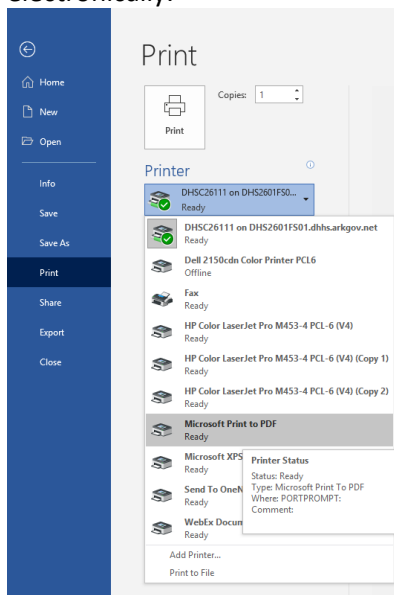 Print
Home
New
Open
Info
Save
Save As
Print
Share
Export
Close
Copies: 1
Print
Printer
DHSC26111 on DHS2601FS0...
Ready
DHSC26111 on DHS2601FS01.dhhs.arkgov.net
Ready
Dell 2150cdn Color Printer PCL6
Offline
Fax
Ready
HP Color LaserJet Pro M453-4 PCL-6 (V4)
Ready
HP Color LaserJet Pro M453-4 PCL-6 (V4) (Copy 1)
Ready
HP Color LaserJet Pro M453-4 PCL-6 (V4) (Copy 2)
Ready
Microsoft Print to PDF
Ready
Microsoft XPS
Ready
Send To OneN
Ready
WebEx Docum
Ready
Printer Status
Status: Ready
Type: Microsoft Print To PDF
Where: PORTPROMPT:
Comment:
Add Printer...
Print to File